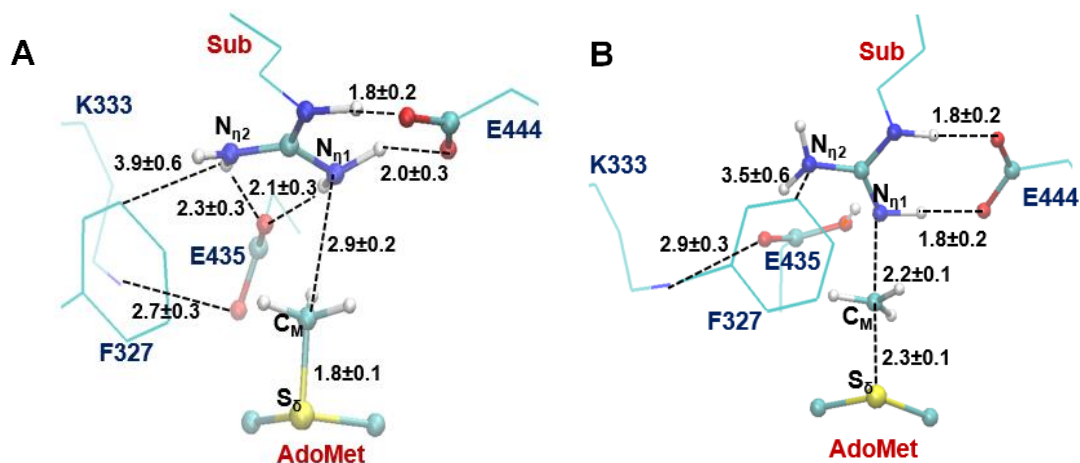 A
Sub
1.8±0.2
K333
Nη2
Nη1
E444
3.9±0.6
2.1±0.3
2.0±0.3
2.3±0.3
E435
2.9±0.2
2.7±0.3
CM
F327
1.8±0.1
Sδ
AdoMet
B
Sub
1.8±0.2
Nη2
K333
3.5±0.6
Nη1
E444
2.9±0.3
E435
1.8±0.2
2.2±0.1
F327
CM
2.3±0.1
Sδ
AdoMet